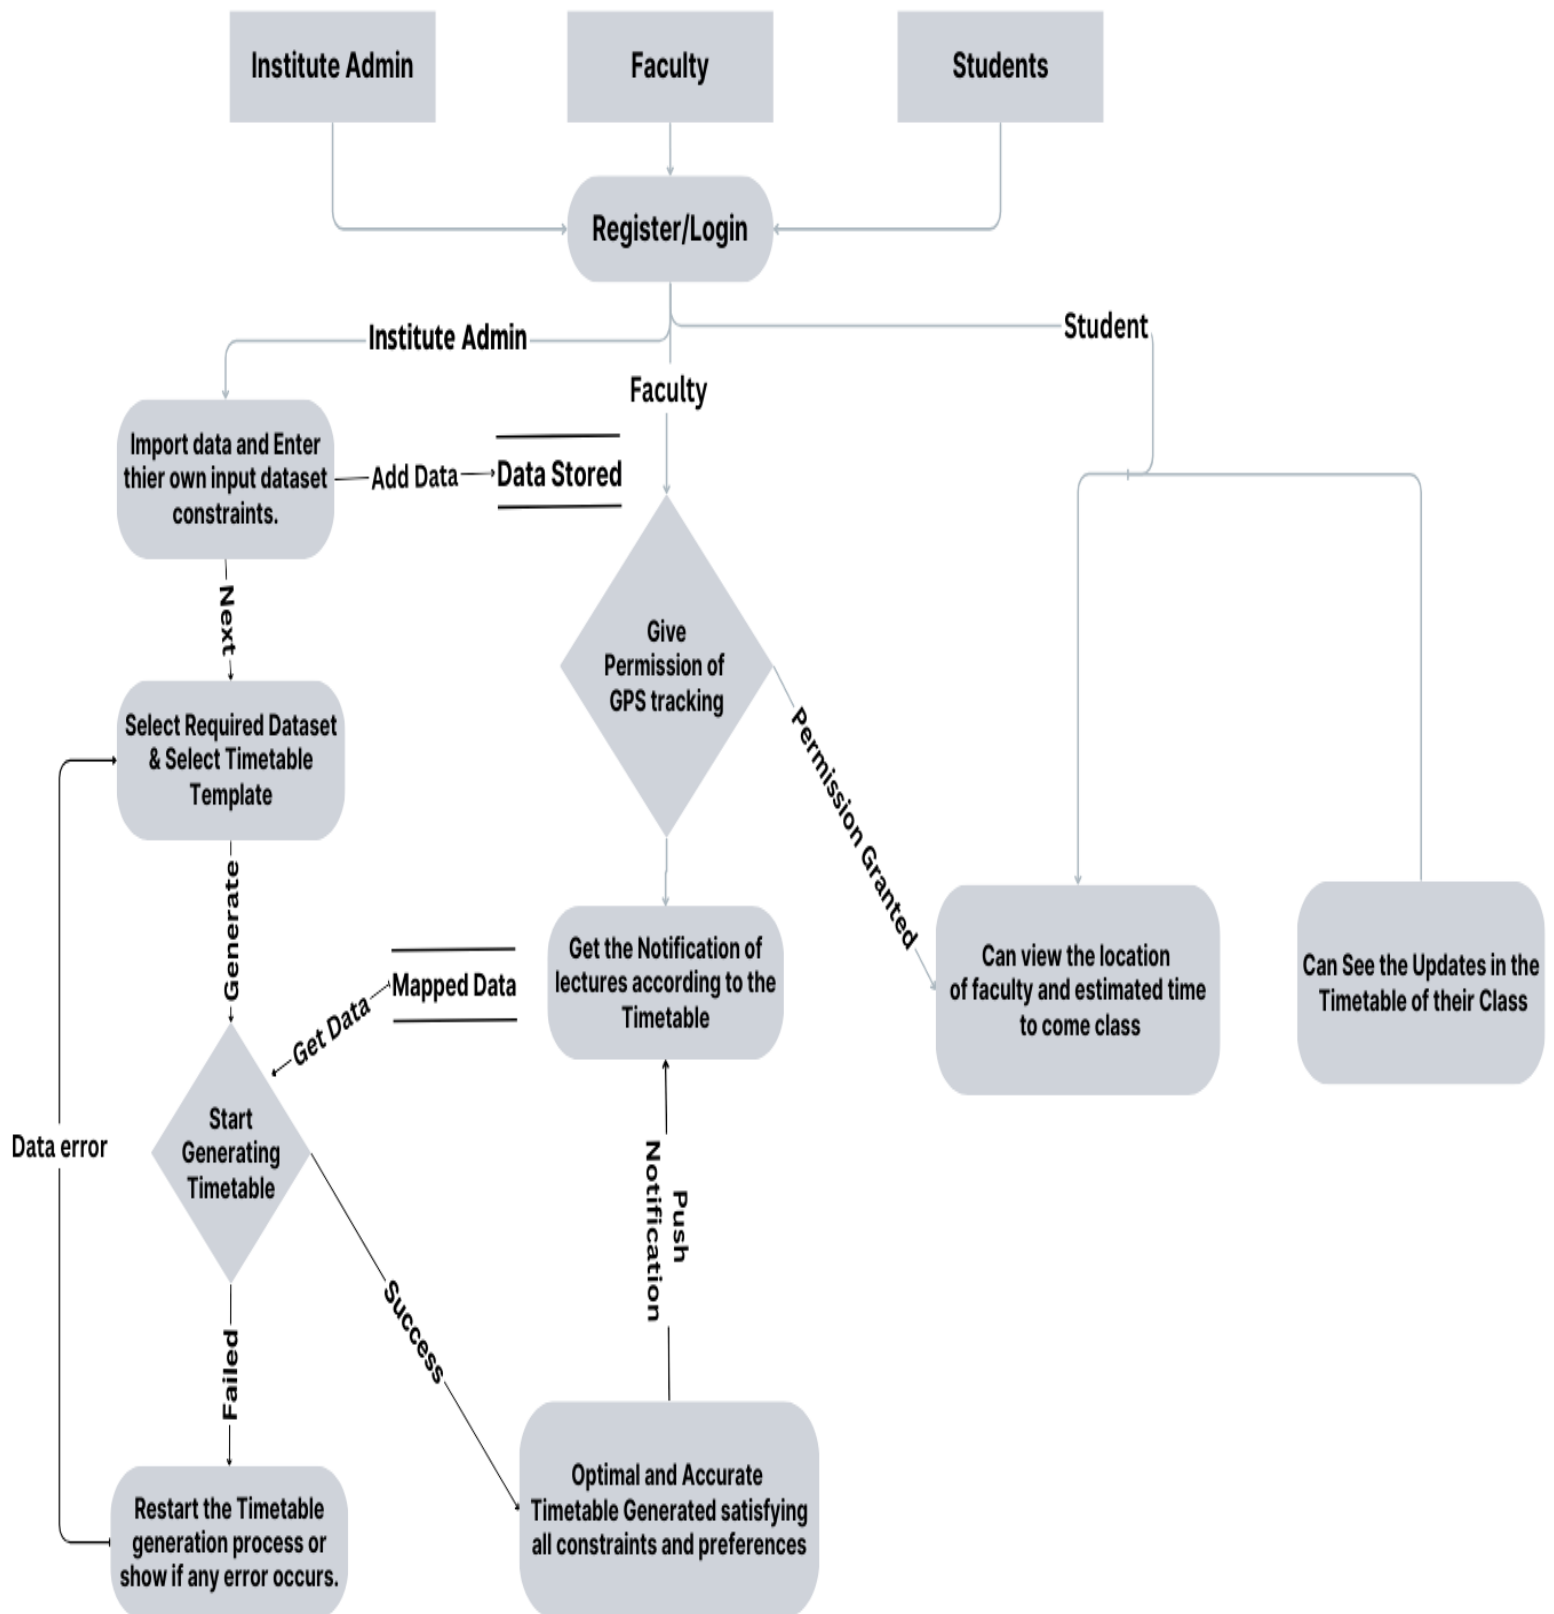 Institute Admin
Faculty
Students
Register/Login
Institute Admin
Student
Faculty
Import data and Enter
thier own input dataset
constraints.
Add Data
Data Stored
Next
Give
Permission of
GPS tracking
Select Required Dataset
& Select Timetable
Template
Permission Granted
Generate
Get the Notification of
lectures according to the
Timetable
Mapped Data
Get Data
Can view the location
of faculty and estimated time
to come class
Can See the Updates in the
Timetable of their Class
Start
Generating
Timetable
Data error
Push
Notification
Success
Failed
Optimal and Accurate
Timetable Generated satisfying
all constraints and preferences
Restart the Timetable
generation process or
show if any error occurs.